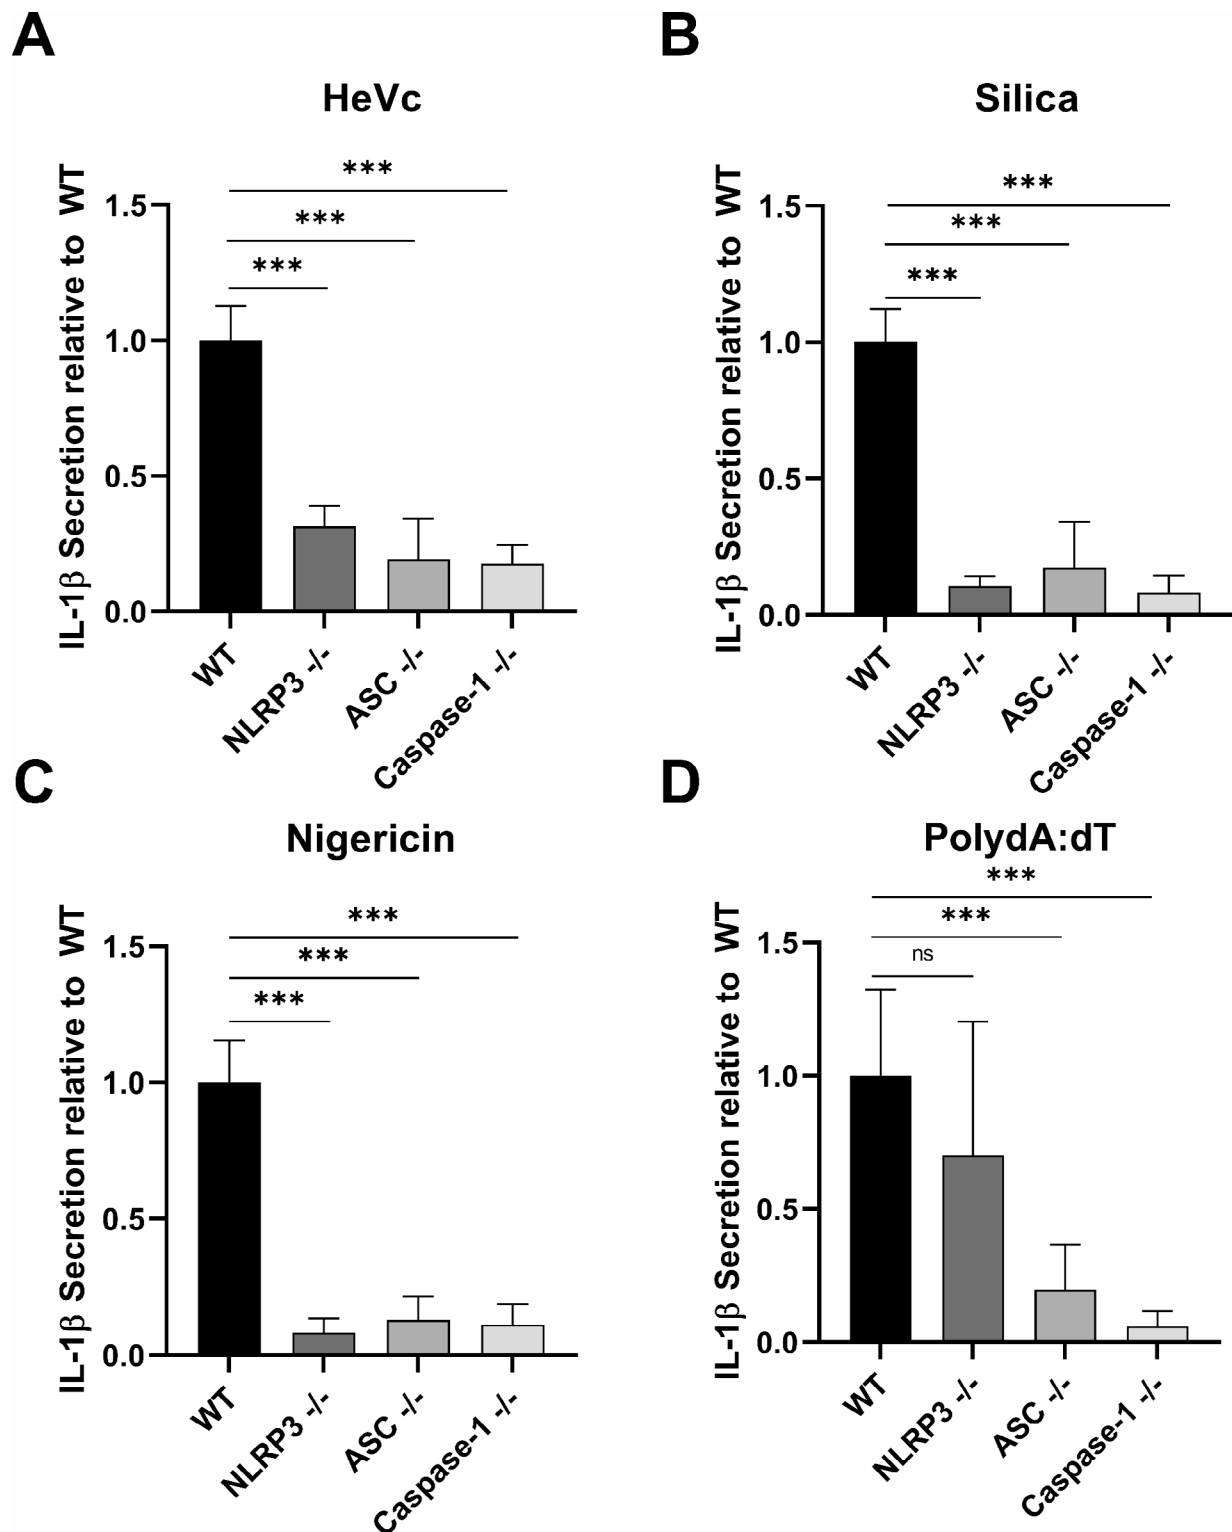 A
HeVc
IL-1β Secretion relative to WT
***
***
***
1.5
1.0
0.5
0.0
WT
NLRP3 -/-
ASC -/-
Caspase-1 -/-
B
Silica
IL-1β Secretion relative to WT
***
***
***
1.5
1.0
0.5
0.0
WT
NLRP3 -/-
ASC -/-
Caspase-1 -/-
C
Nigericin
IL-1β Secretion relative to WT
***
***
***
1.5
1.0
0.5
0.0
WT
NLRP3 -/-
ASC -/-
Caspase-1 -/-
D
PolydA:dT
IL-1β Secretion relative to WT
***
***
ns
1.5
1.0
0.5
0.0
WT
NLRP3 -/-
ASC -/-
Caspase-1 -/-